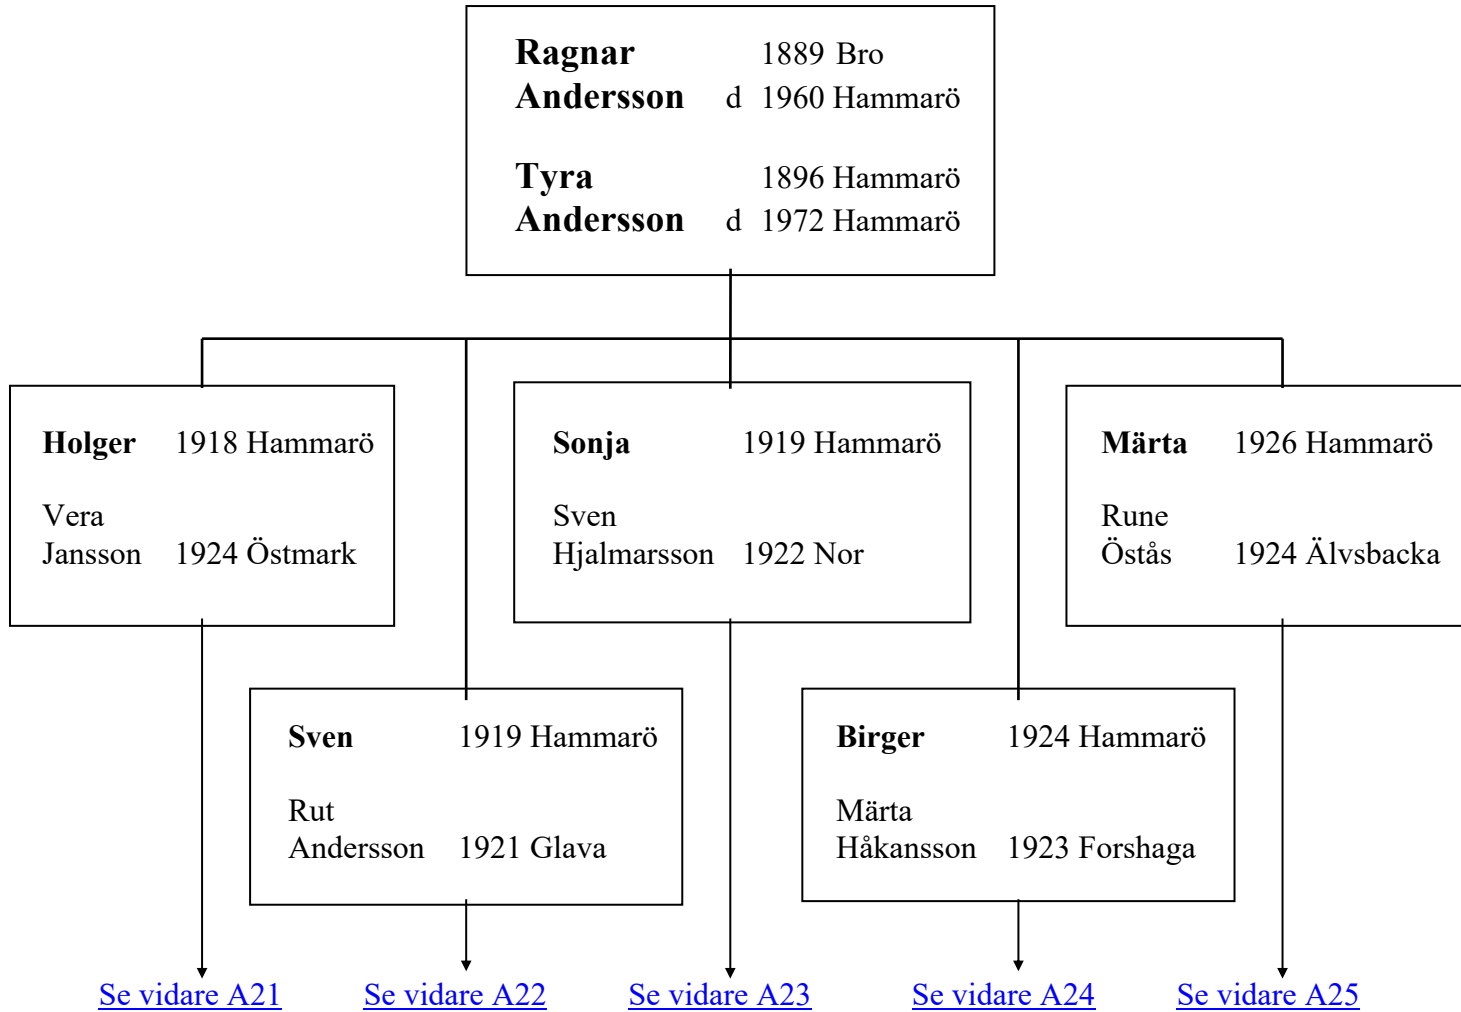 Ragnar 1889 Bro
Andersson d 1960 Hammarö
Tyra 1896 Hammarö
Andersson d 1972 Hammarö
Holger 1918 Hammarö
Vera
Jansson 1924 Östmark
Sonja 1919 Hammarö
Sven
Hjalmarsson 1922 Nor
Märta 1926 Hammarö
Rune
Östås 1924 Älvsbacka
Sven 1919 Hammarö
Rut
Andersson 1921 Glava
Birger 1924 Hammarö
Märta
Håkansson 1923 Forshaga
Se vidare A21
Se vidare A22
Se vidare A23
Se vidare A24
Se vidare A25